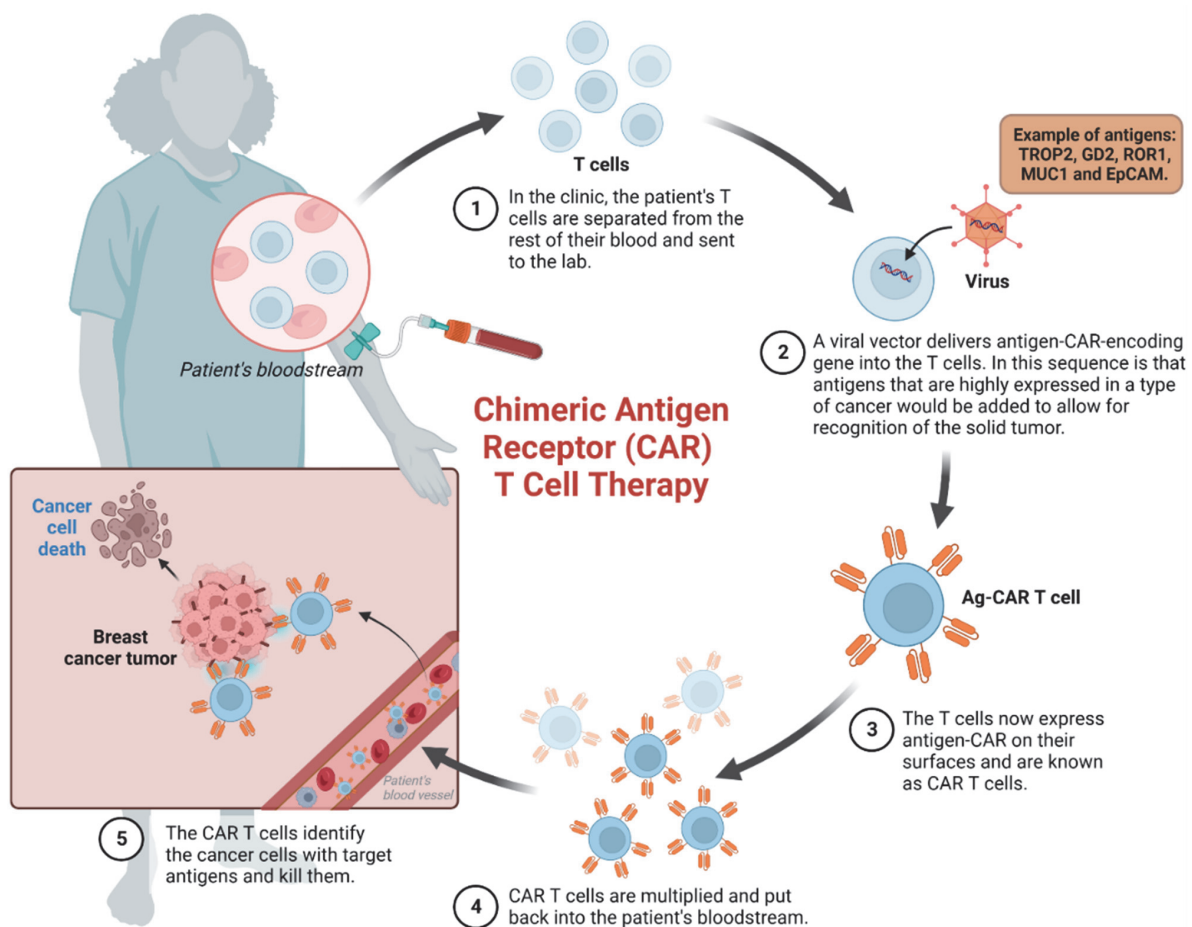 T cells
1
In the clinic, the patient's T
cells are separated from the
rest of their blood and sent
to the lab.
Example of antigens:
TROP2, GD2, ROR1,
MUC1 and EpCAM.
Virus
2
A viral vector delivers antigen-CAR-encoding
gene into the T cells. In this sequence is that
antigens that are highly expressed in a type
of cancer would be added to allow for
recognition of the solid tumor.
Patient's bloodstream
Chimeric Antigen
Receptor (CAR)
T Cell Therapy
Ag-CAR T cell
3
The T cells now express
antigen-CAR on their
surfaces and are known
as CAR T cells.
4
CAR T cells are multiplied and put
back into the patient's bloodstream.
Cancer
cell
death
Breast
cancer tumor
Patient's
blood vessel
5
The CAR T cells identify
the cancer cells with target
antigens and kill them.